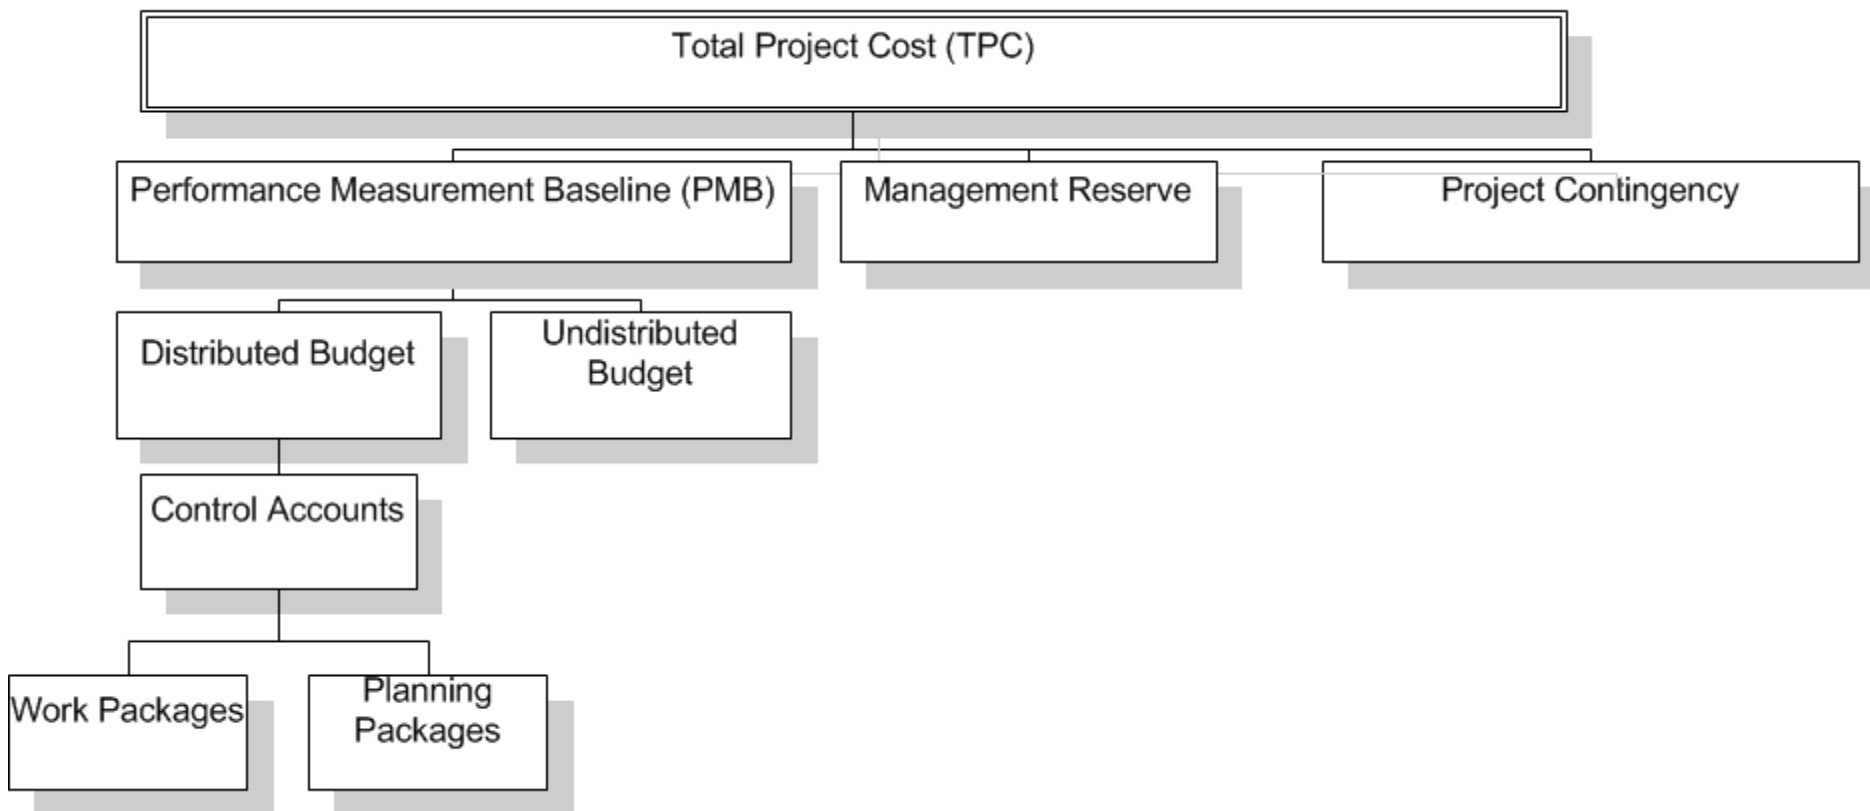 Total Project Cost (TPC)
Performance Measurement Baseline (PMB)
Management Reserve
Project Contingency
Distributed Budget
Undistributed
Budget
Control Accounts
Work Packages
Planning
Packages